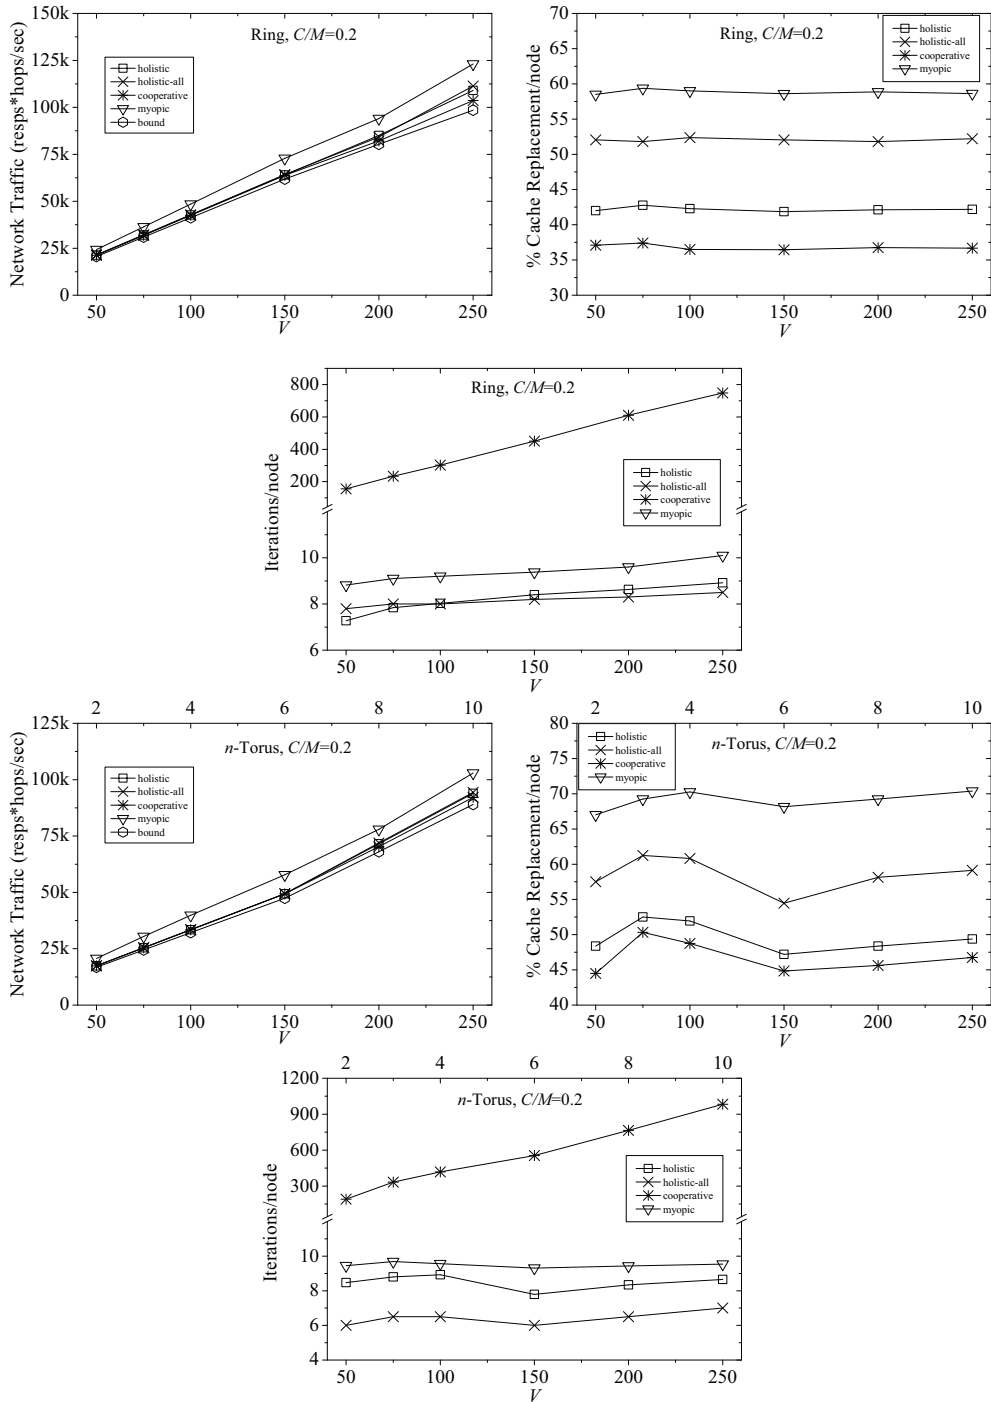 Ring, C/M=0.2
Network Traffic (resps*hops/sec)
150k
125k
100k
75k
50k
25k
0
holistic
holistic-all
cooperative
myopic
bound
50 100 150 200 250
V
Ring, C/M=0.2
% Cache Replacement/node
70
65
60
55
50
45
40
35
30
holistic
holistic-all
cooperative
myopic
50 100 150 200 250
V
Ring, C/M=0.2
Iterations/node
800
600
400
200
10
8
6
holistic
holistic-all
cooperative
myopic
50 100 150 200 250
V
2 4 6 8 10
n-Torus, C/M=0.2
Network Traffic (resps*hops/sec)
125k
100k
75k
50k
25k
0
holistic
holistic-all
cooperative
myopic
bound
50 100 150 200 250
V
2 4 6 8 10
n-Torus, C/M=0.2
% Cache Replacement/node
80
75
70
65
60
55
50
45
40
holistic
holistic-all
cooperative
myopic
50 100 150 200 250
V
2 4 6 8 10
n-Torus, C/M=0.2
Iterations/node
1200
900
600
300
10
8
6
4
holistic
holistic-all
cooperative
myopic
50 100 150 200 250
V